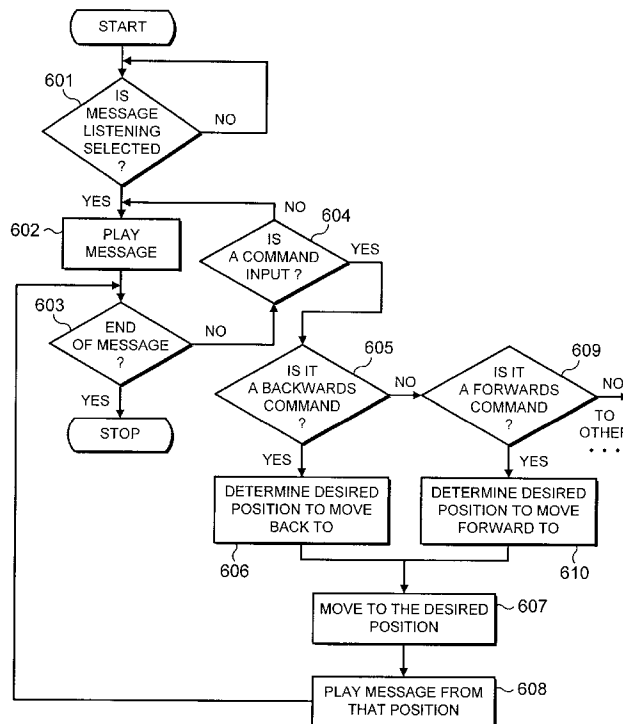 START
601
IS
MESSAGE
LISTENING
SELECTED
?
NO
YES
602
PLAY
MESSAGE
NO
604
IS
A COMMAND
INPUT ?
YES
603
END
OF MESSAGE
?
NO
YES
STOP
605
IS IT
A BACKWARDS
COMMAND
?
NO
YES
609
IS IT
A FORWARDS
COMMAND
?
NO
TO
OTHER
. . . .
YES
DETERMINE DESIRED
POSITION TO MOVE
BACK TO
606
DETERMINE DESIRED
POSITION TO MOVE
FORWARD TO
610
MOVE TO THE DESIRED
POSITION
607
PLAY MESSAGE FROM
THAT POSITION
608